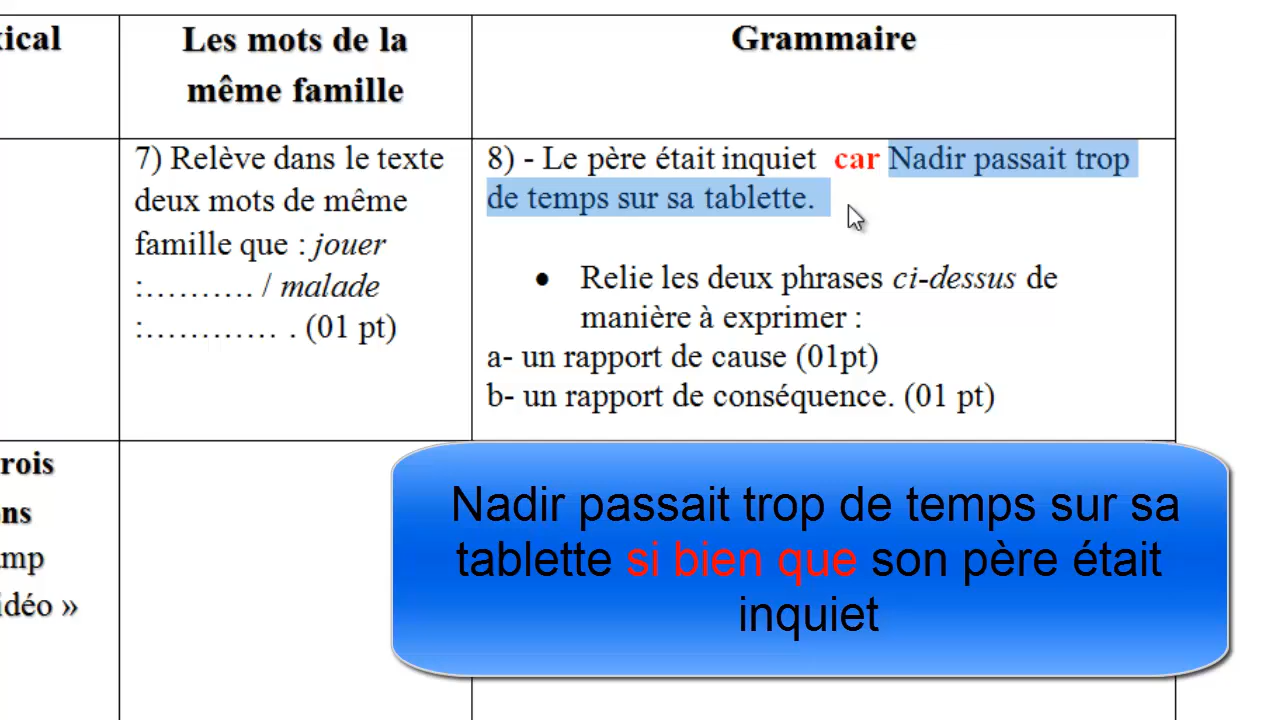 xical
Les mots de la
même famille
Grammaire
7) Relève dans le texte
deux mots de même
famille que : jouer
:………. / malade
:………… . (01 pt)
8) - Le père était inquiet car Nadir passait trop
de temps sur sa tablette.
• Relie les deux phrases ci-dessus de
manière à exprimer :
a- un rapport de cause (01pt)
b- un rapport de conséquence. (01 pt)
rois
ns
amp
idéo »
Nadir passait trop de temps sur sa
tablette si bien que son père était
inquiet